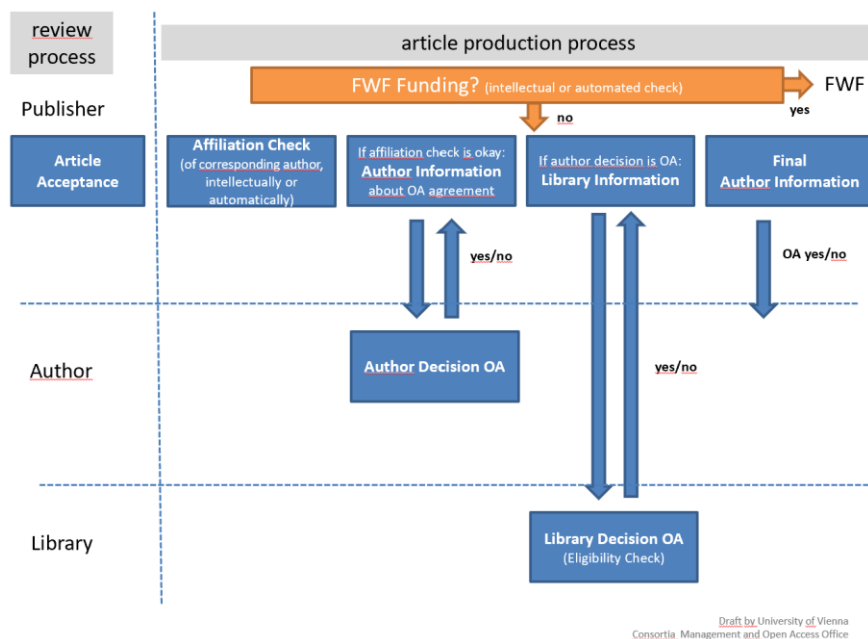 review
process
article production process
FWF Funding? (intellectual or automated check)
FWF
yes
no
Publisher
Article
Acceptance
Affiliation Check
(of corresponding author,
intellectually or
automatically)
If affiliation check is okay:
Author Information
about OA agreement
If author decision is OA:
Library Information
Final
Author Information
yes/no
OA yes/no
Author
Author Decision OA
yes/no
Library
Library Decision OA
(Eligibility Check)
Draft by University of Vienna
Consortia Management and Open Access Office